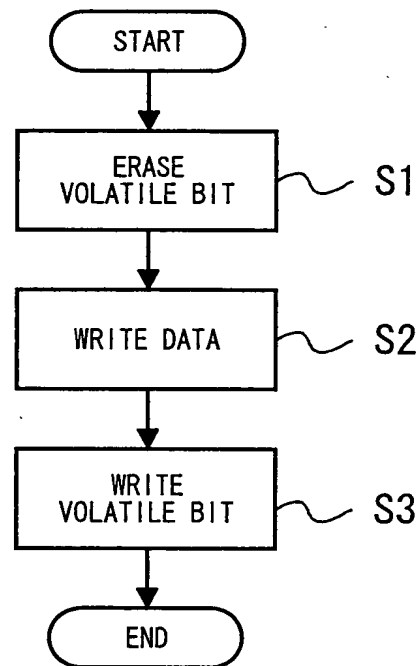 START
ERASE
VOLATILE BIT
S1
WRITE DATA
S2
WRITE
VOLATILE BIT
S3
END